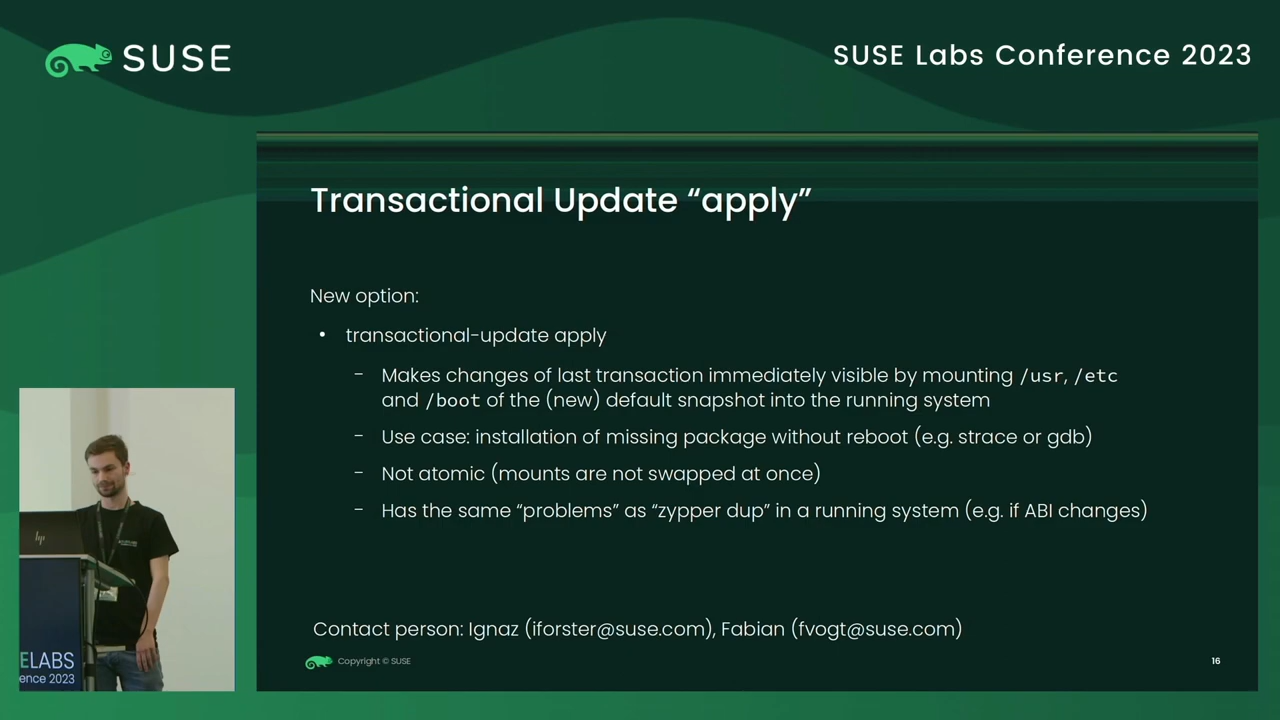 SUSE
SUSE Labs Conference 2023
Transactional Update “apply”
New option:
• transactional-update apply
– Makes changes of last transaction immediately visible by mounting /usr, /etc
and /boot of the (new) default snapshot into the running system
– Use case: installation of missing package without reboot (e.g. strace or gdb)
– Not atomic (mounts are not swapped at once)
– Has the same “problems” as “zypper dup” in a running system (e.g. if ABI changes)
Contact person: Ignaz (iforster@suse.com), Fabian (fvogt@suse.com)
Copyright © SUSE
16
hp
ELABS
ence 2023